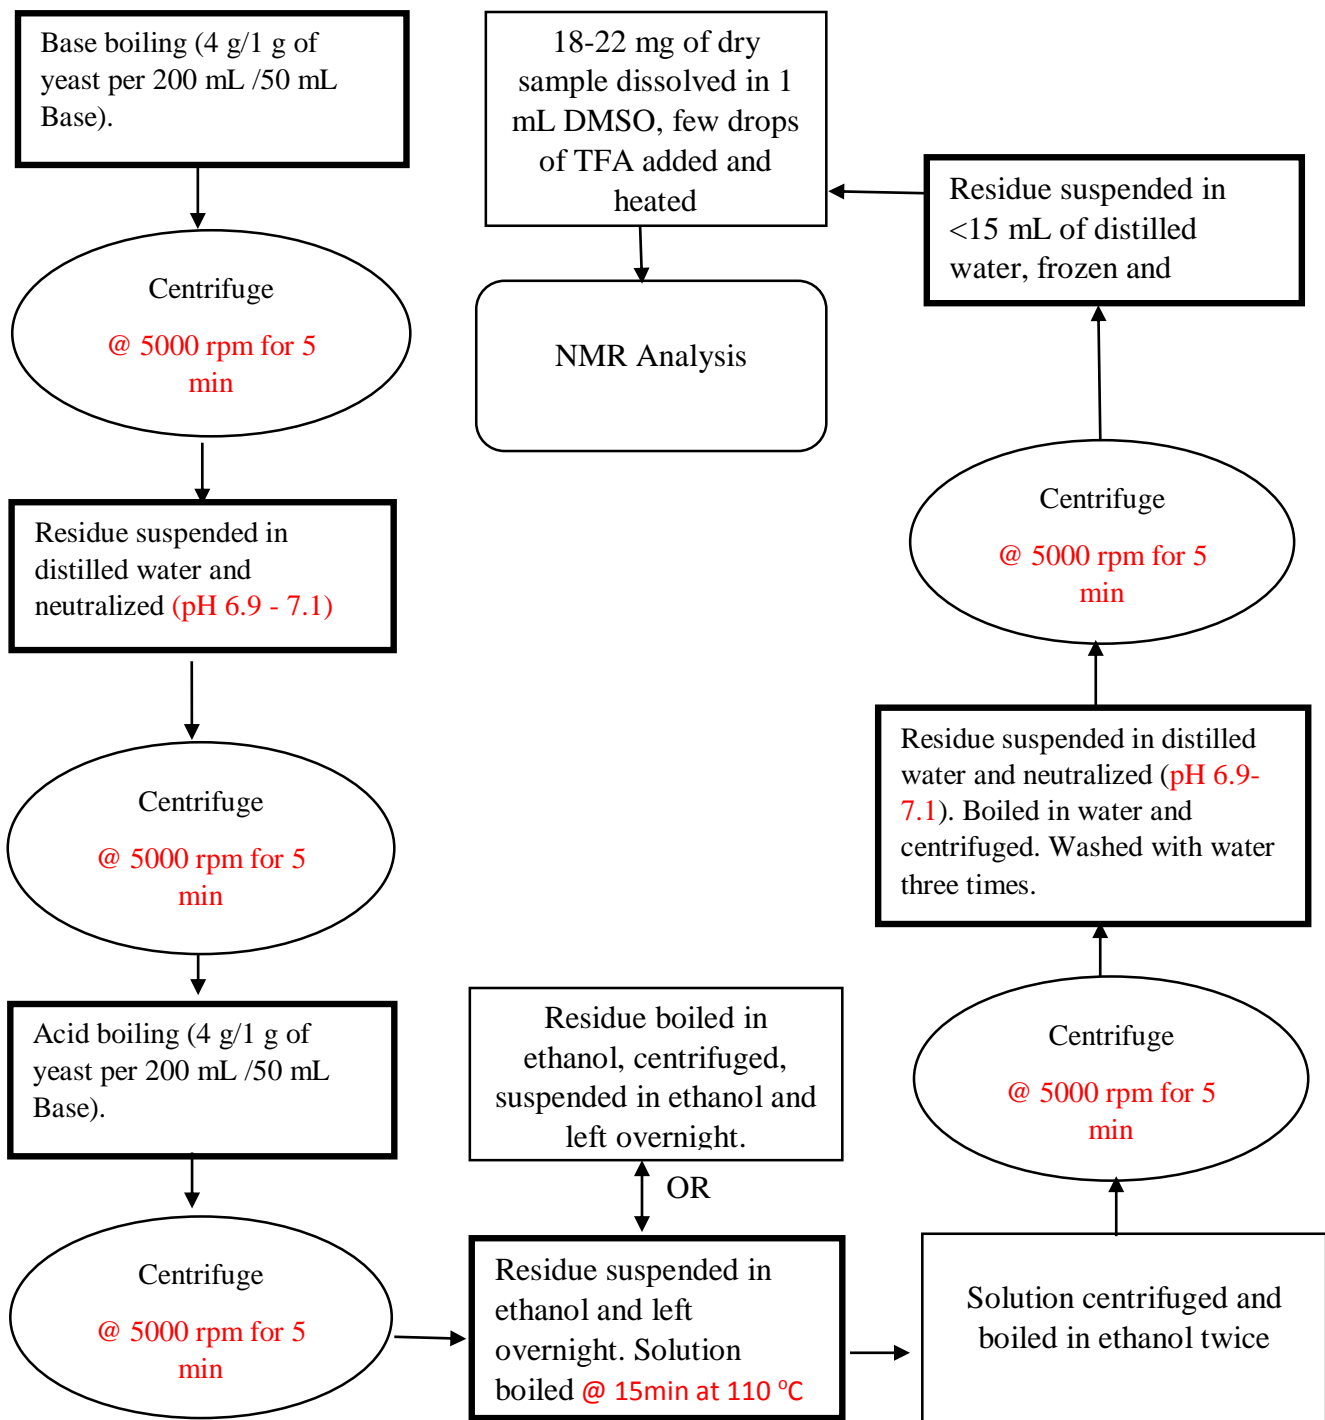 Base boiling (4 g/1 g of
yeast per 200 mL /50 mL
Base).
Centrifuge
@ 5000 rpm for 5
min
Residue suspended in
distilled water and
neutralized (pH 6.9 - 7.1)
Centrifuge
@ 5000 rpm for 5
min
Acid boiling (4 g/1 g of
yeast per 200 mL /50 mL
Base).
Centrifuge
@ 5000 rpm for 5
min
Residue boiled in
ethanol, centrifuged,
suspended in ethanol and
left overnight.
OR
Residue suspended in
ethanol and left
overnight. Solution
boiled @ 15min at 110 °C
Solution centrifuged and
boiled in ethanol twice
Centrifuge
@ 5000 rpm for 5
min
Residue suspended in distilled
water and neutralized (pH 6.9-
7.1). Boiled in water and
centrifuged. Washed with water
three times.
Centrifuge
@ 5000 rpm for 5
min
Residue suspended in
<15 mL of distilled
water, frozen and
18-22 mg of dry
sample dissolved in 1
mL DMSO, few drops
of TFA added and
heated
NMR Analysis